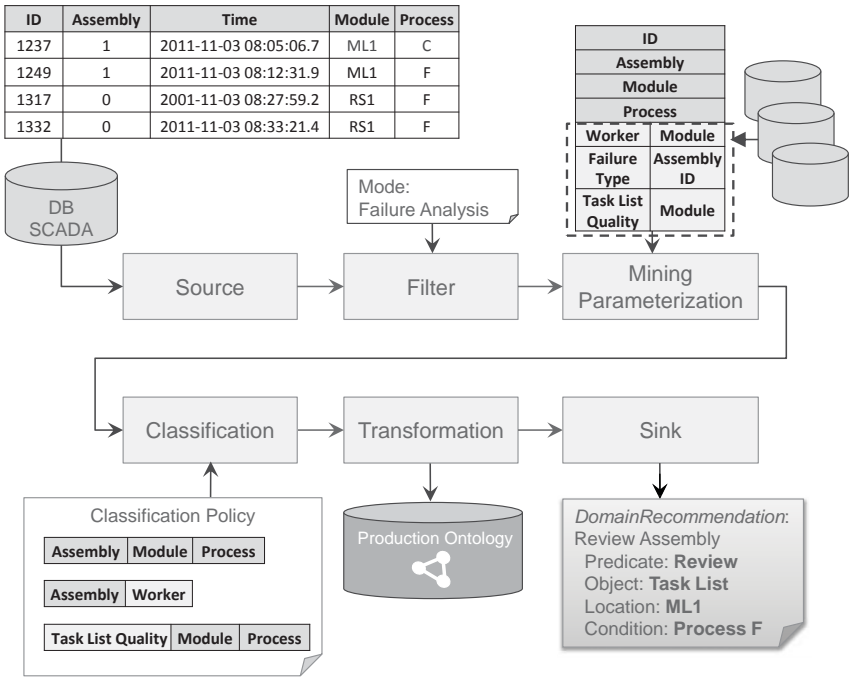 ID Assembly Time Module Process
1237 1 2011-11-03 08:05:06.7 ML1 C
1249 1 2011-11-03 08:12:31.9 ML1 F
1317 0 2001-11-03 08:27:59.2 RS1 F
1332 0 2011-11-03 08:33:21.4 RS1 F
ID
Assembly
Module
Process
Worker Module
Failure Type Assembly ID
Task List Quality Module
DB
SCADA
Mode:
Failure Analysis
Source
Filter
Mining
Parameterization
Classification
Transformation
Sink
Classification Policy
Assembly Module Process
Assembly Worker
Task List Quality Module Process
Production Ontology
DomainRecommendation:
Review Assembly
Predicate: Review
Object: Task List
Location: ML1
Condition: Process F